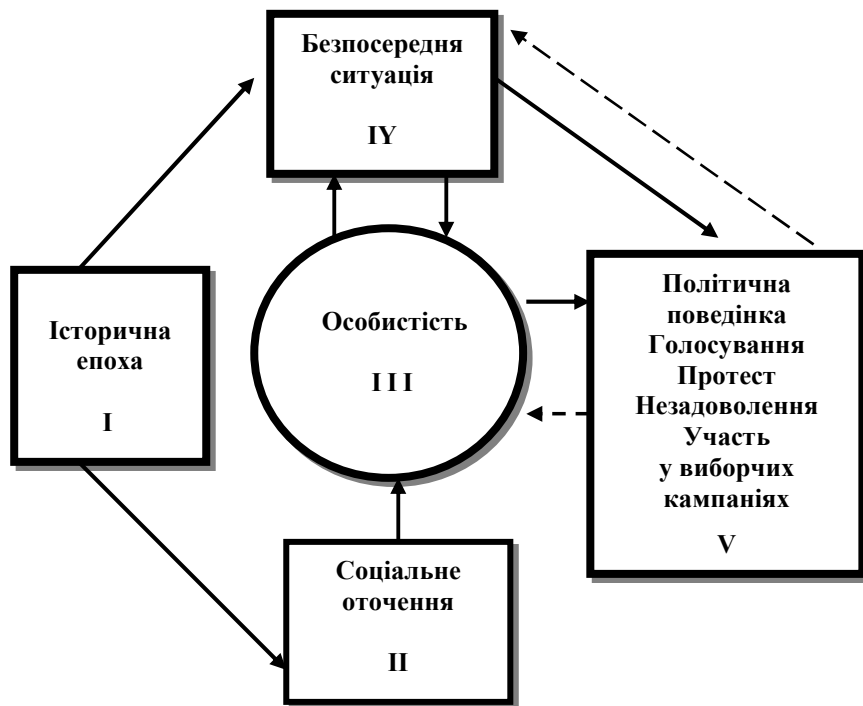 Безпосередня
ситуація
IY
Історична
епоха
I
Особистість
I I I
Політична
поведінка
Голосування
Протест
Незадоволення
Участь
у виборчих
кампаніях
V
Соціальне
оточення
II